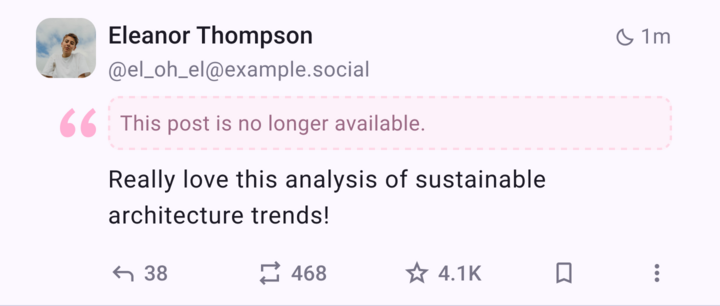 Eleanor Thompson
1m
@el_oh_el@example.social
This post is no longer available.
Really love this analysis of sustainable
architecture trends!
38 468 4.1K